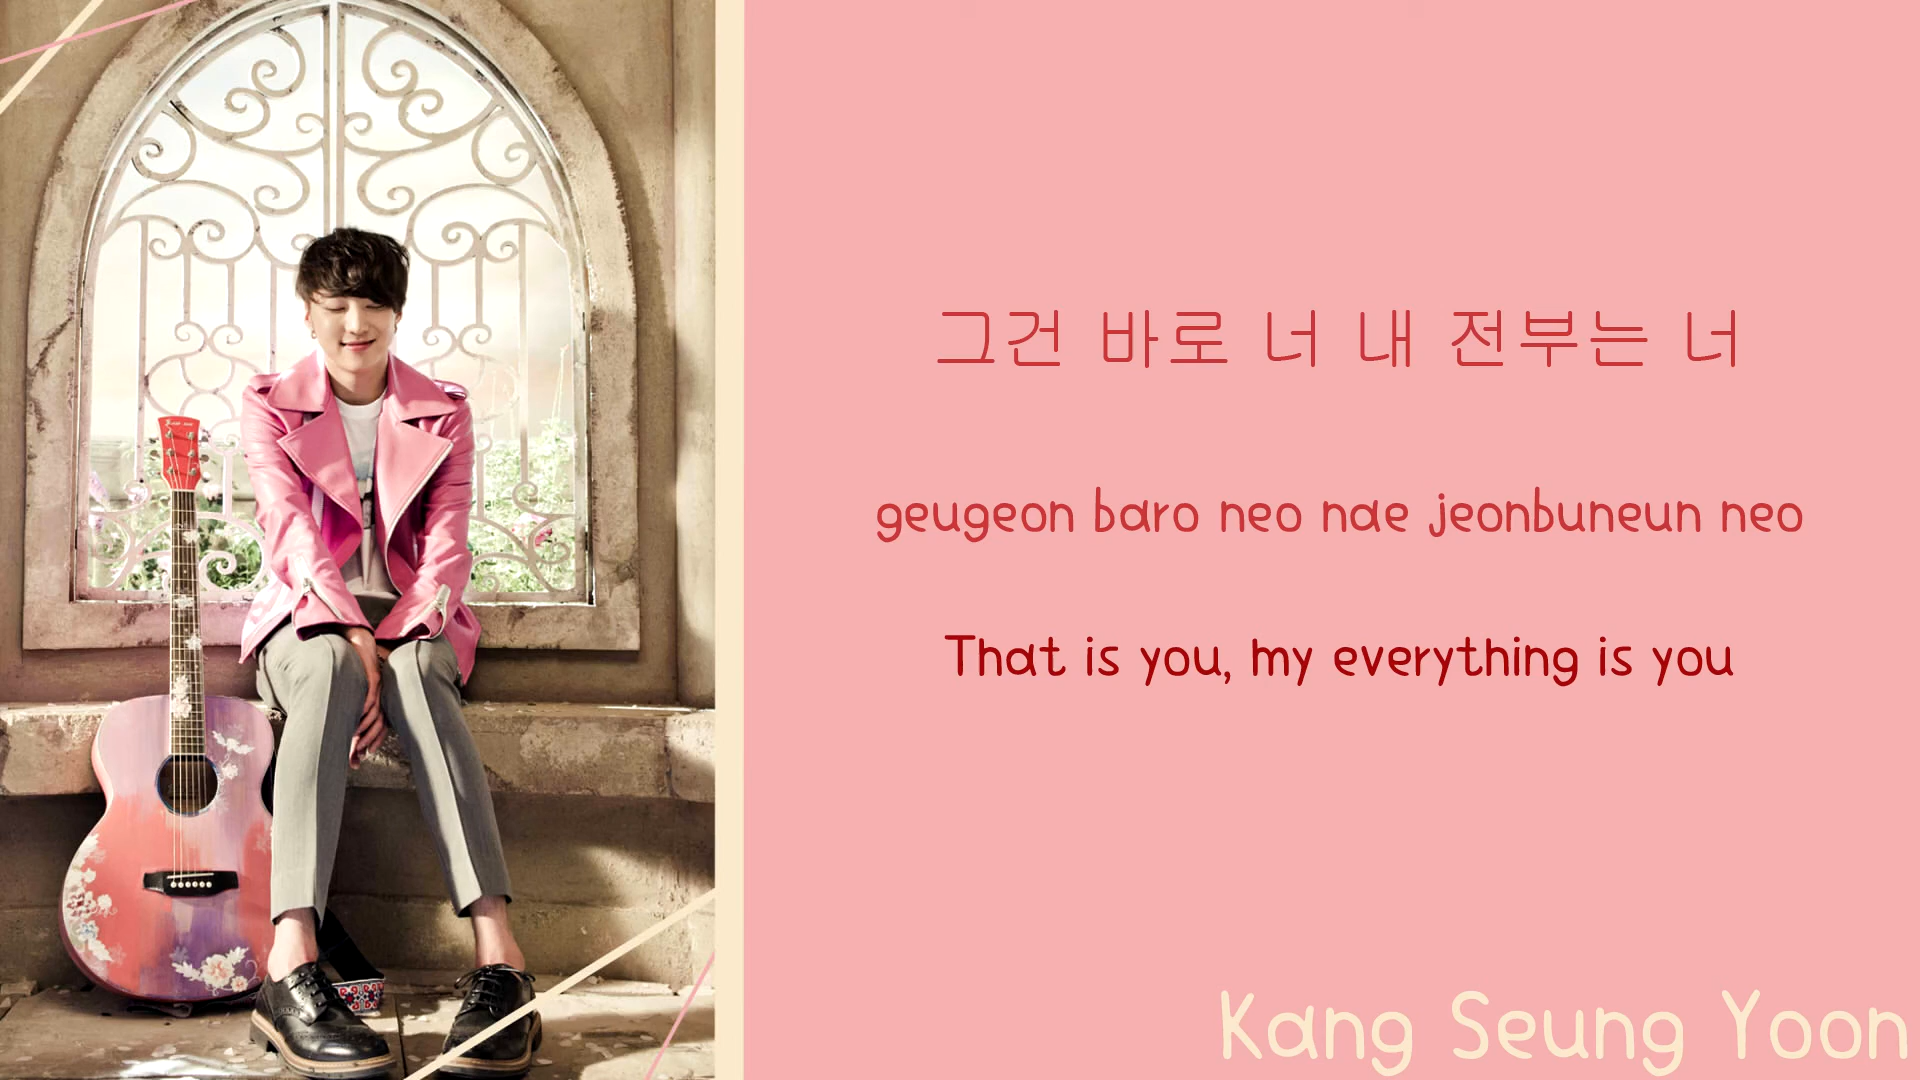 그건 바로 너 내 전부는 너
geugeon baro neo nae jeonbuneun neo
That is you, my everything is you
Kang Seung Yoon